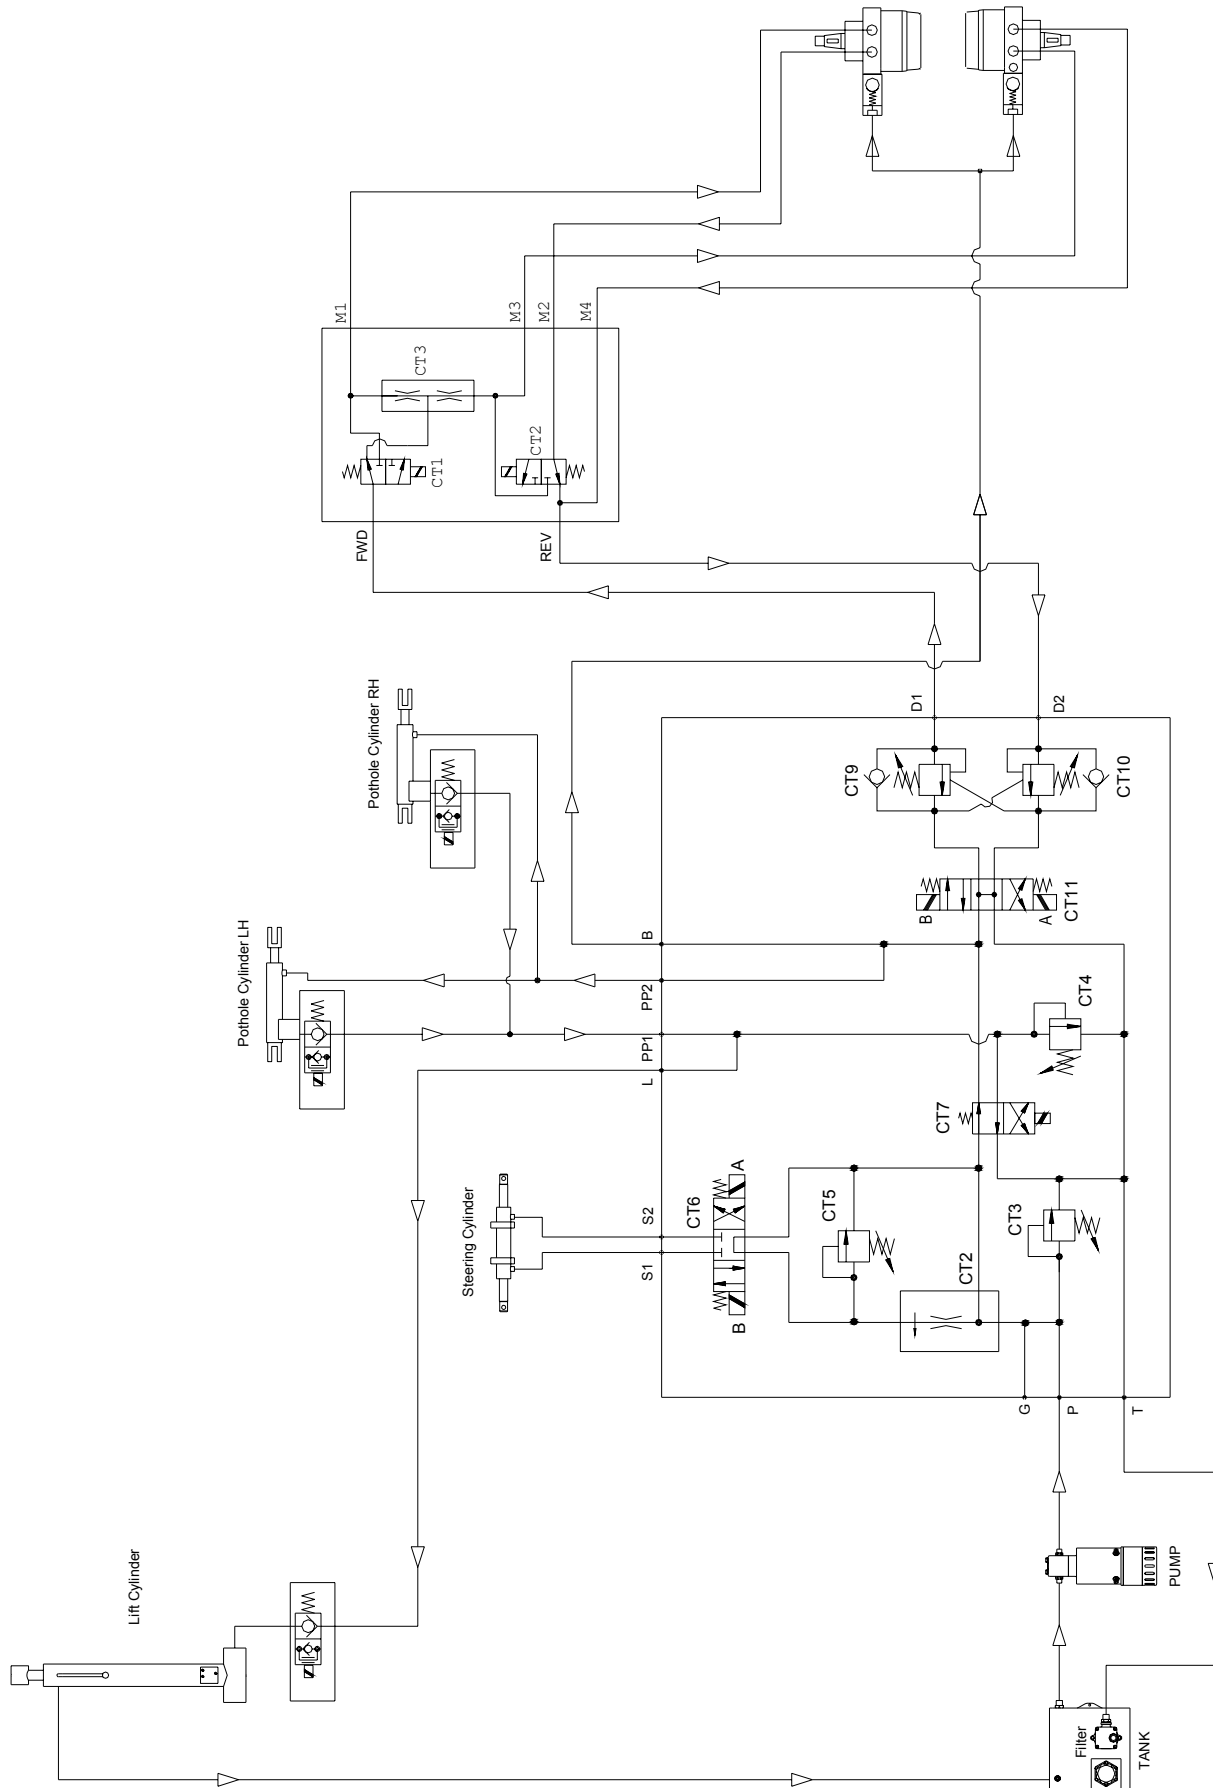 M1
M3
M2
M4
CT3
CT2
CT1
FWD
REV
Pothole Cylinder RH
Pothole Cylinder LH
D1
D2
CT9
CT10
B
A
CT11
B
PP2
PP1
L
CT4
CT7
Steering Cylinder
S2
S1
CT6
A
B
CT5
CT3
CT2
G
P
T
Lift Cylinder
PUMP
Filter
TANK